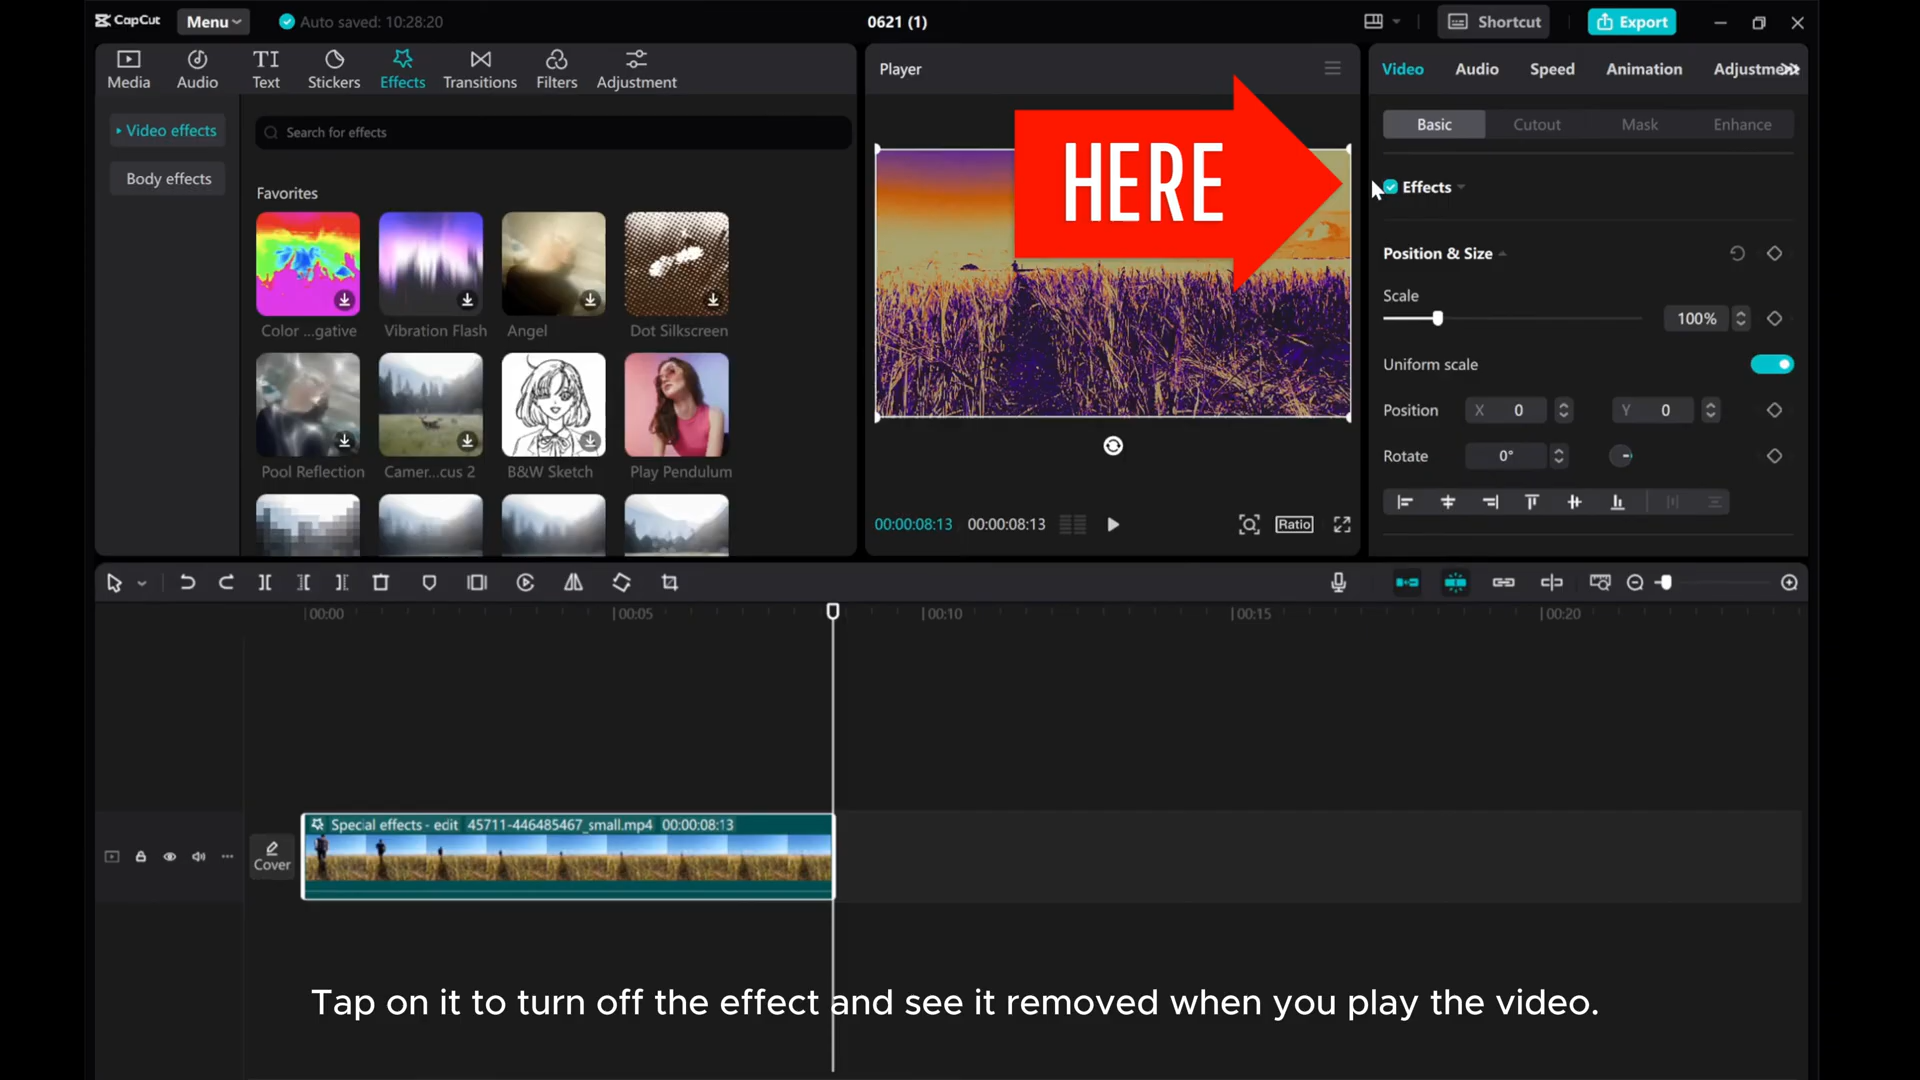 CapCut
Menu
Auto saved: 10:28:20
0621 (1)
Shortcut
Export
Media
Audio
Text
Stickers
Effects
Transitions
Filters
Adjustment
Video effects
Body effects
Search for effects
Favorites
Color ...gative
Vibration Flash
Angel
Dot Silkscreen
Pool Reflection
Camer...cus 2
B&W Sketch
Play Pendulum
Player
HERE
00:00:08:13
00:00:08:13
Ratio
Video
Audio
Speed
Animation
Adjustment
Basic
Cutout
Mask
Enhance
Effects
Position & Size
Scale
100%
Uniform scale
Position
X 0
Y 0
Rotate
0°
00:00
00:05
00:10
00:15
00:20
Cover
Special effects - edit 45711-446485467_small.mp4 00:00:08:13
Tap on it to turn off the effect and see it removed when you play the video.